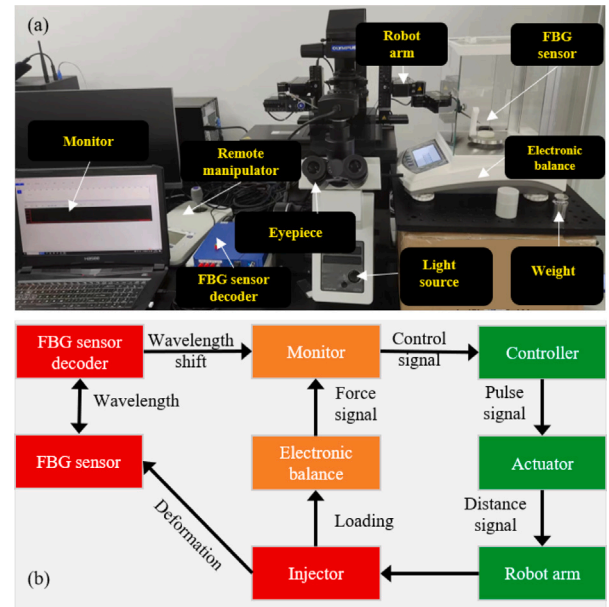 (a)
Robot
arm
FBG
sensor
Monitor
Remote
manipulator
Electronic
balance
Eyepiece
FBG sensor
decoder
Light
source
Weight
FBG sensor
decoder
Wavelength
shift
Monitor
Control
signal
Controller
Wavelength
Force
signal
Pulse
signal
FBG sensor
Electronic
balance
Actuator
Deformation
Loading
Distance
signal
(b)
Injector
Robot arm